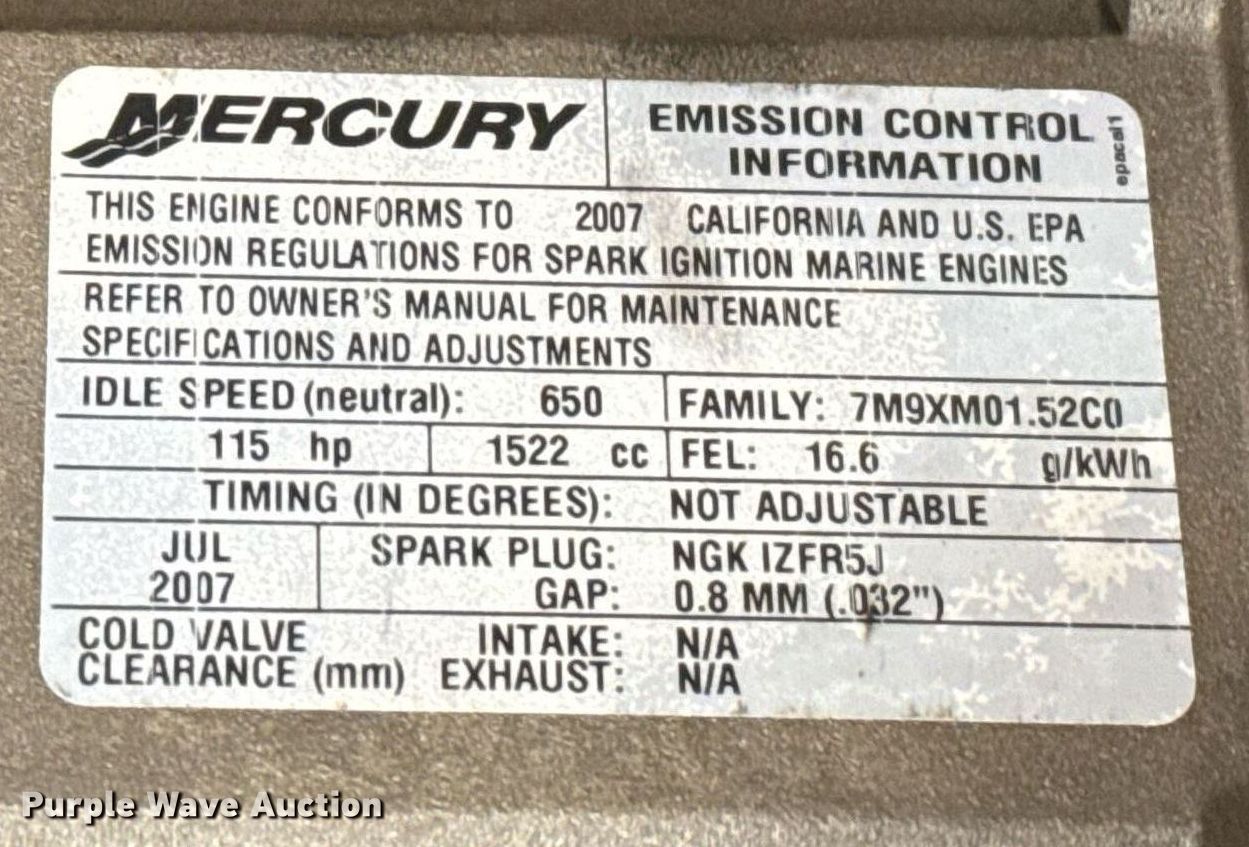 MERCURY
EMISSION CONTROL
INFORMATION
epacal1
THIS ENGINE CONFORMS TO 2007 CALIFORNIA AND U.S. EPA
EMISSION REGULATIONS FOR SPARK IGNITION MARINE ENGINES
REFER TO OWNER'S MANUAL FOR MAINTENANCE
SPECIFICATIONS AND ADJUSTMENTS
IDLE SPEED (neutral): 650 FAMILY: 7M9XM01.52C0
115 hp 1522 cc FEL: 16.6 g/kWh
TIMING (IN DEGREES): NOT ADJUSTABLE
JUL
2007
SPARK PLUG: NGK IZFR5J
GAP: 0.8 MM (.032")
COLD VALVE INTAKE: N/A
CLEARANCE (mm) EXHAUST: N/A
Purple Wave Auction